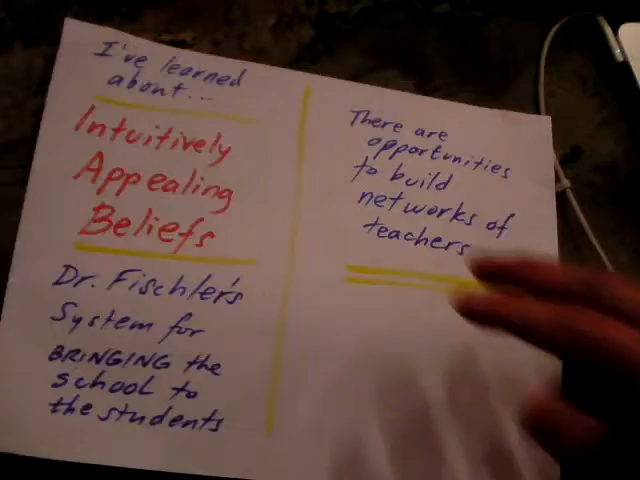 I've learned
about...
Intuitively
Appealing
Beliefs
Dr. Fischler's
System for
BRINGING the
school to
the students
There are
opportunities
to build
networks of
teachers